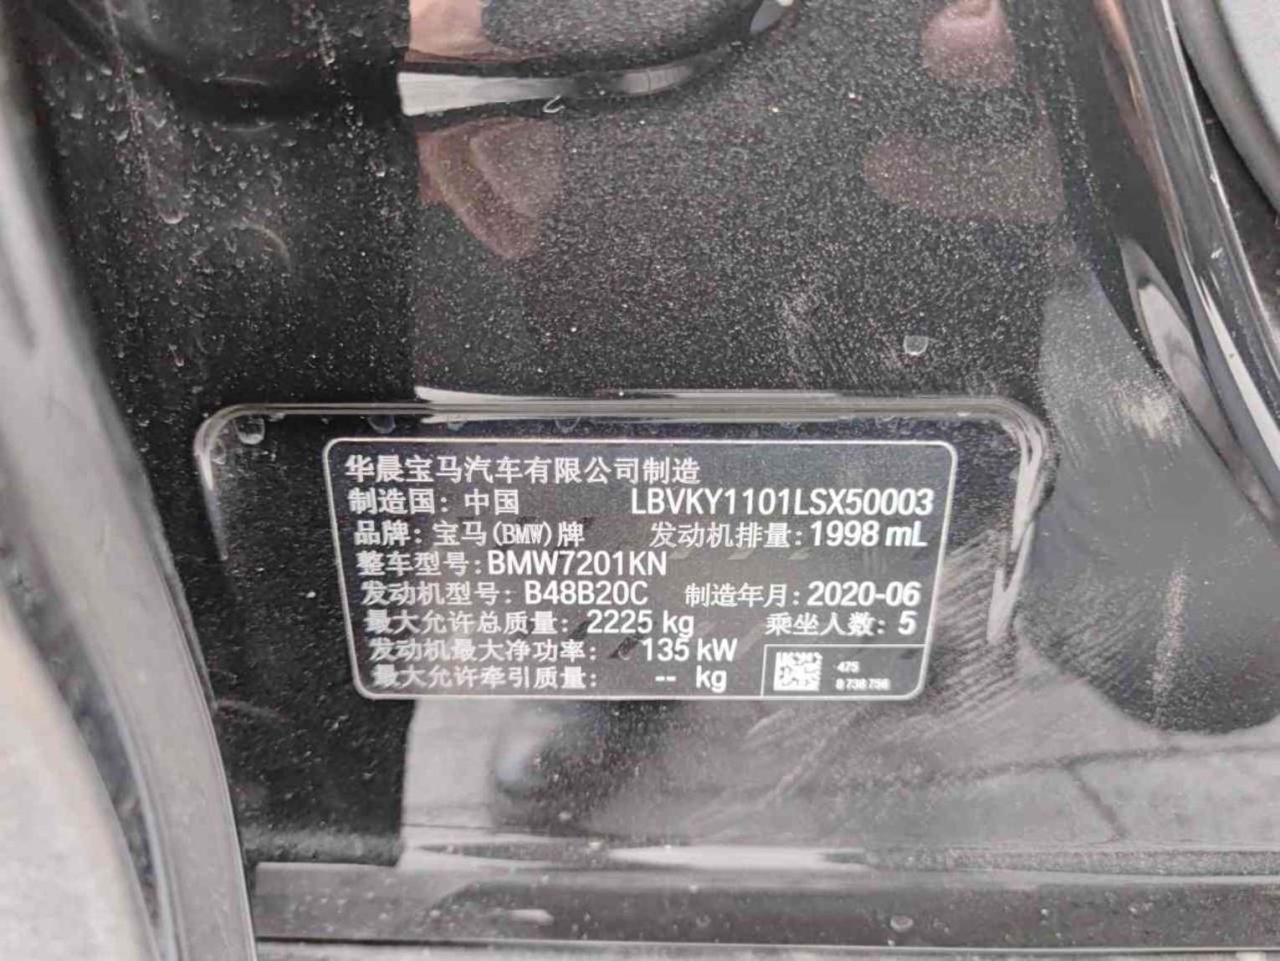 华晨宝马汽车有限公司制造
制造国: 中国 LBVKY1101LSX50003
品牌: 宝马(BMW)牌 发动机排量: 1998 mL
整车型号: BMW7201KN
发动机型号: B48B20C 制造年月: 2020-06
最大允许总质量: 2225 kg 乘坐人数: 5
发动机最大净功率: 135 kW
最大允许牵引质量: -- kg
475
8 738 756